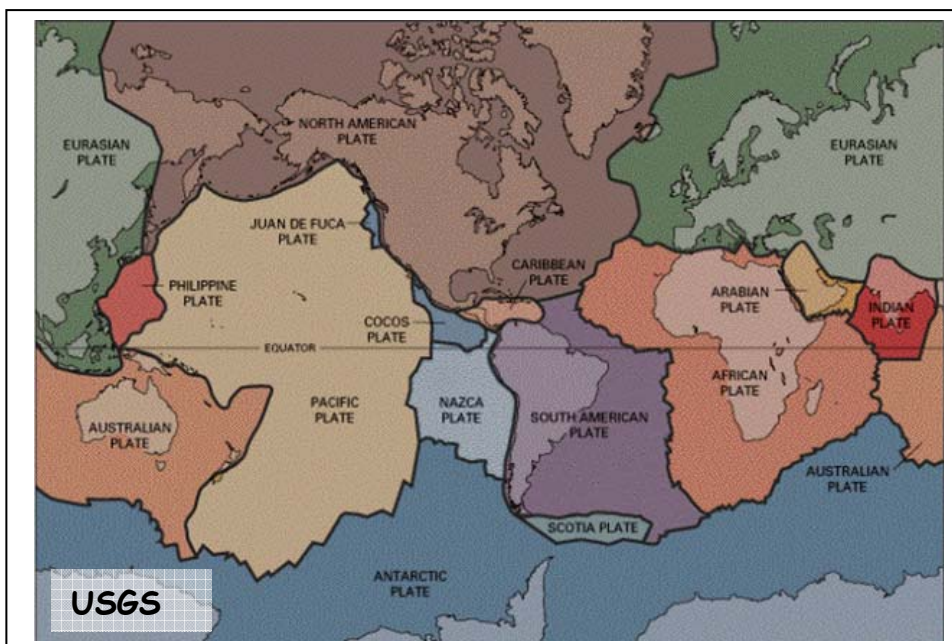 NORTH AMERICAN
PLATE
EURASIAN
PLATE
EURASIAN
PLATE
JUAN DE FUCA
PLATE
CARIBBEAN
PLATE
PHILIPPINE
PLATE
ARABIAN
PLATE
INDIAN
PLATE
COCOS
PLATE
EQUATOR
AFRICAN
PLATE
PACIFIC
PLATE
NAZCA
PLATE
SOUTH AMERICAN
PLATE
AUSTRALIAN
PLATE
AUSTRALIAN
PLATE
SCOTIA PLATE
ANTARCTIC
PLATE
USGS